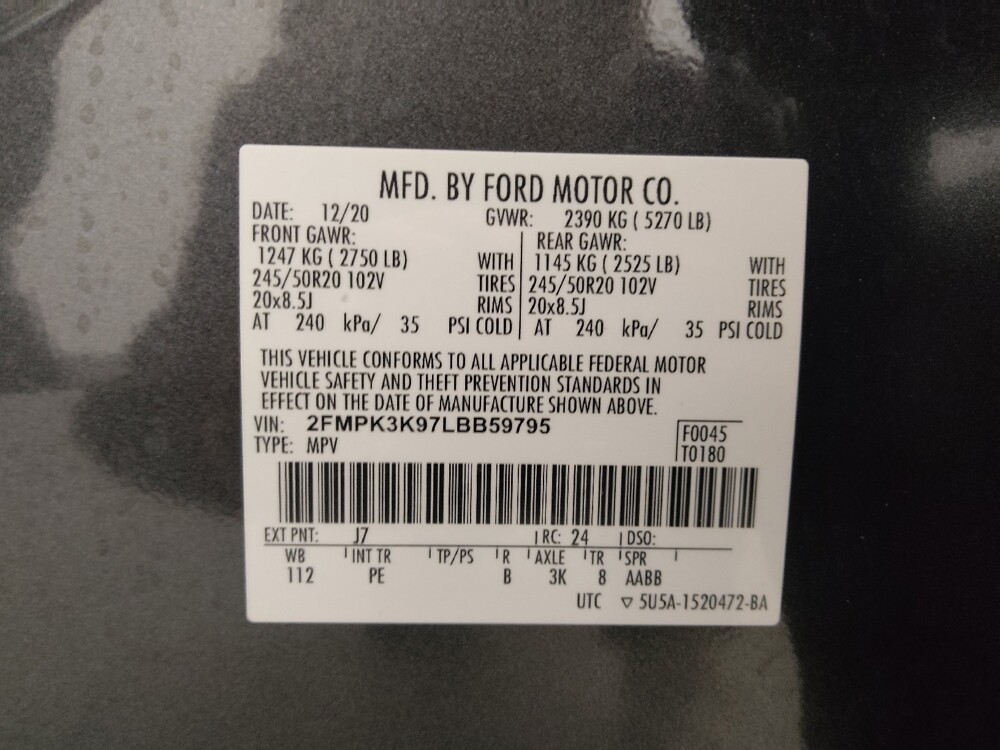 MFD. BY FORD MOTOR CO.
DATE: 12/20 GVWR: 2390 KG ( 5270 LB)
FRONT GAWR: REAR GAWR:
1247 KG ( 2750 LB) WITH 1145 KG ( 2525 LB) WITH
245/50R20 102V TIRES 245/50R20 102V TIRES
20x8.5J RIMS 20x8.5J RIMS
AT 240 kPa/ 35 PSI COLD AT 240 kPa/ 35 PSI COLD
THIS VEHICLE CONFORMS TO ALL APPLICABLE FEDERAL MOTOR
VEHICLE SAFETY AND THEFT PREVENTION STANDARDS IN
EFFECT ON THE DATE OF MANUFACTURE SHOWN ABOVE.
VIN: 2FMPK3K97LBB59795 F0045
TYPE: MPV T0180
EXT PNT: J7 RC: 24 DSO:
WB INT TR TP/PS R AXLE TR SPR
112 PE B 3K 8 AABB
UTC ▽ 5U5A-1520472-BA